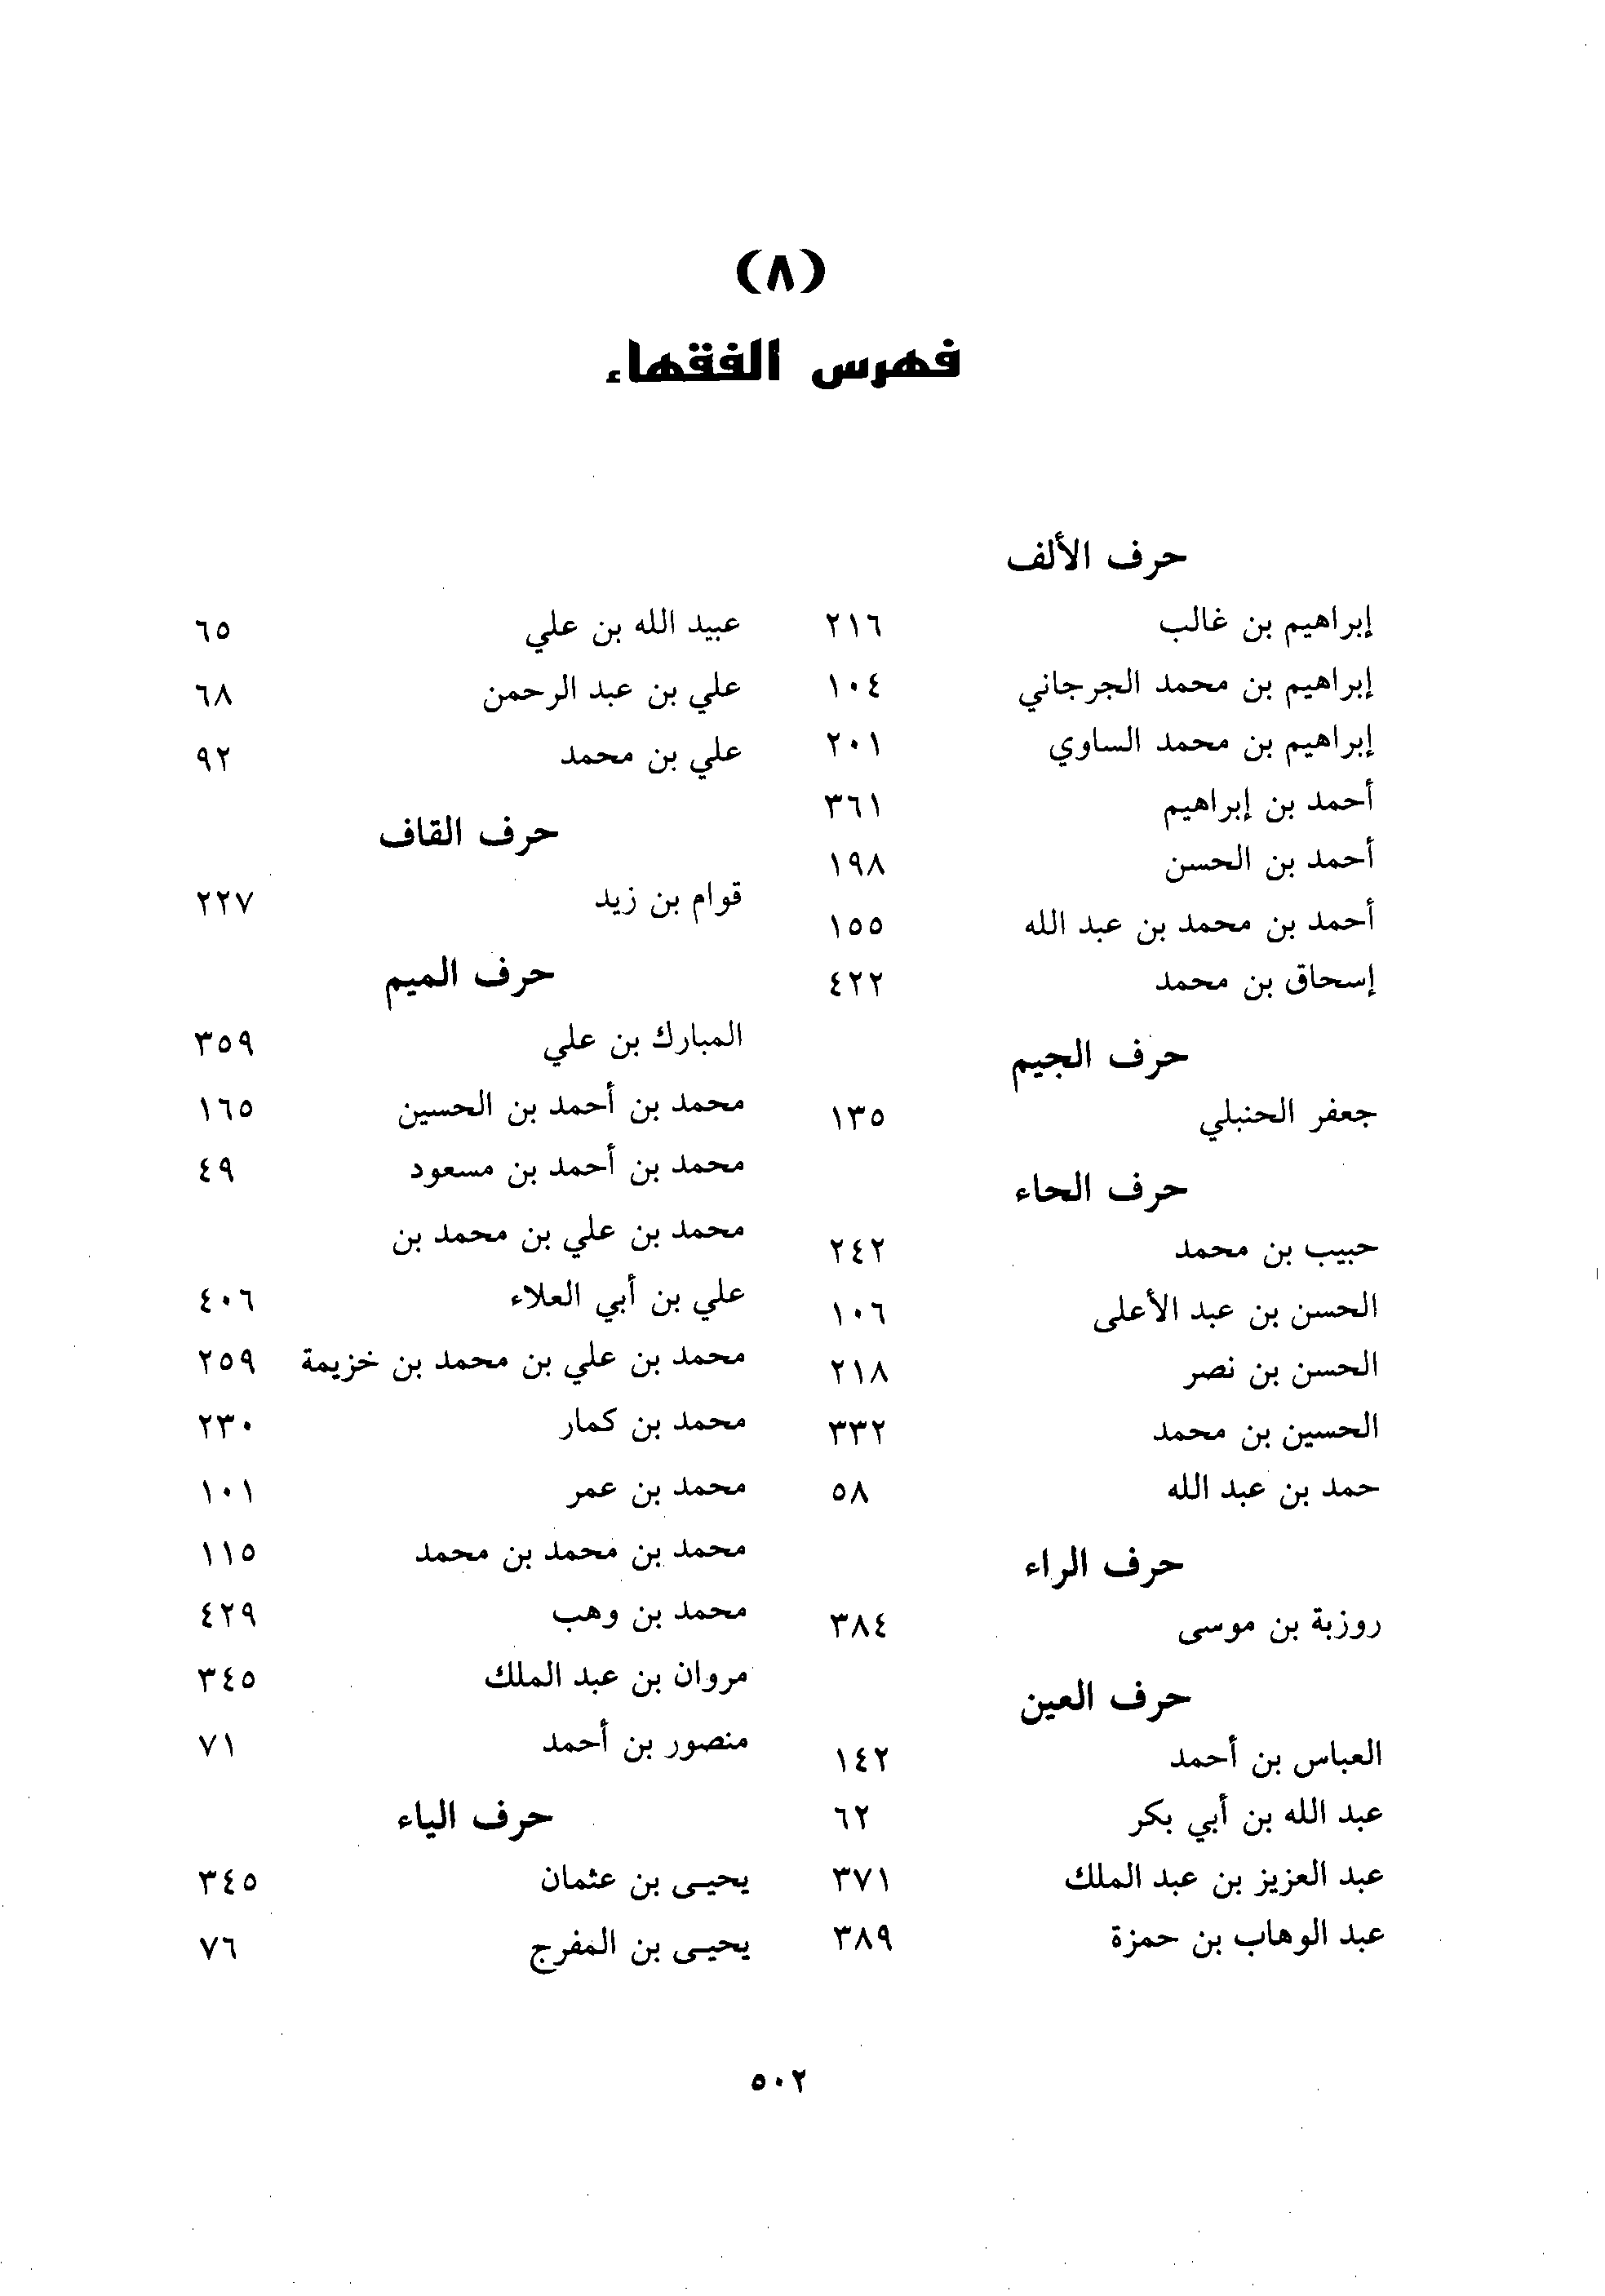 (٨)
فهرس الفقهاء
حرف الألف
إبراهيم بن غالب ٢١٦
إبراهيم بن محمد الجرجاني ١٠٤
إبراهيم بن محمد الساوي ٢٠١
أحمد بن إبراهيم ٣٦١
أحمد بن الحسن ١٩٨
أحمد بن محمد بن عبد الله ١٥٥
إسحاق بن محمد ٤٢٢
حرف الجيم
جعفر الحنبلي ١٣٥
حرف الحاء
حبيب بن محمد ٢٤٢
الحسن بن عبد الأعلى ١٠٦
الحسن بن نصر ٢١٨
الحسين بن محمد ٣٣٢
حمد بن عبد الله ٥٨
حرف الراء
روزبة بن موسى ٣٨٤
حرف العين
العباس بن أحمد ١٤٢
عبد الله بن أبي بكر ٦٢
عبد العزيز بن عبد الملك ٣٧١
عبد الوهاب بن حمزة ٣٨٩
عبيد الله بن علي ٦٥
علي بن عبد الرحمن ٦٨
علي بن محمد ٩٢
حرف القاف
قوام بن زيد ٢٢٧
حرف الميم
المبارك بن علي ٣٥٩
محمد بن أحمد بن الحسين ١٦٥
محمد بن أحمد بن مسعود ٤٩
محمد بن علي بن محمد بن
علي بن أبي العلاء ٤٠٦
محمد بن علي بن محمد بن خزيمة ٢٥٩
محمد بن كمار ٢٣٠
محمد بن عمر ١٠١
محمد بن محمد بن محمد ١١٥
محمد بن وهب ٤٢٩
مروان بن عبد الملك ٣٤٥
منصور بن أحمد ٧١
حرف الياء
يحيى بن عثمان ٣٤٥
يحيى بن المفرج ٧٦
٥٠٢